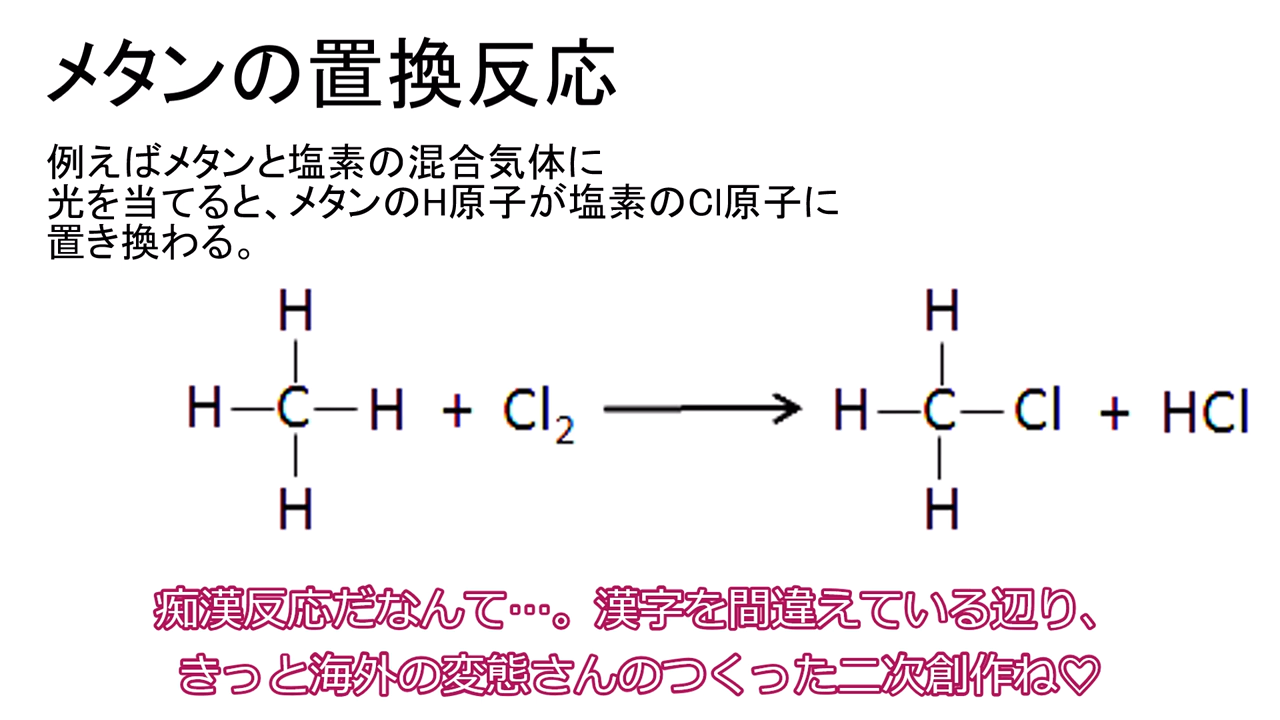 メタンの置換反応
例えばメタンと塩素の混合気体に
光を当てると、メタンのH原子が塩素のCl原子に
置き換わる。
H H
H－C－H + Cl₂ → H－C－Cl + HCl
H H
痴漢反応だなんて…。漢字を間違えている辺り、
きっと海外の変態さんのつくった二次創作ね♡